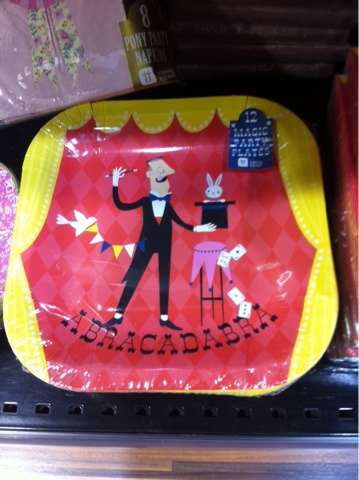 8
PONY PARTY
NAPKINS
12
MAGIC
PARTY
PLATES
ABRACADABRA